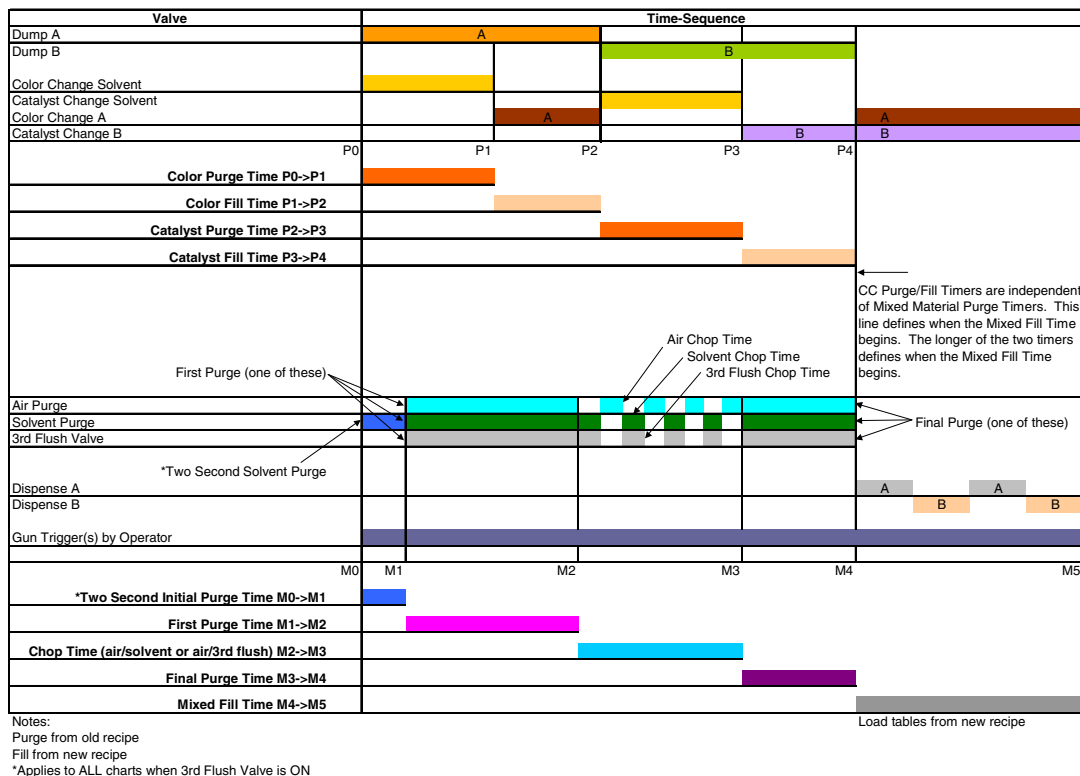 Valve
Time-Sequence
Dump A
A
Dump B
B
Color Change Solvent
Catalyst Change Solvent
Color Change A
A
A
Catalyst Change B
B
B
P0
P1
P2
P3
P4
Color Purge Time P0->P1
Color Fill Time P1->P2
Catalyst Purge Time P2->P3
Catalyst Fill Time P3->P4
CC Purge/Fill Timers are independent
of Mixed Material Purge Timers. This
line defines when the Mixed Fill Time
begins. The longer of the two timers
defines when the Mixed Fill Time
begins.
Air Chop Time
Solvent Chop Time
3rd Flush Chop Time
First Purge (one of these)
Air Purge
Solvent Purge
3rd Flush Valve
Final Purge (one of these)
*Two Second Solvent Purge
Dispense A
A
A
Dispense B
B
B
Gun Trigger(s) by Operator
M0
M1
M2
M3
M4
M5
*Two Second Initial Purge Time M0->M1
First Purge Time M1->M2
Chop Time (air/solvent or air/3rd flush) M2->M3
Final Purge Time M3->M4
Mixed Fill Time M4->M5
Notes:
Load tables from new recipe
Purge from old recipe
Fill from new recipe
*Applies to ALL charts when 3rd Flush Valve is ON